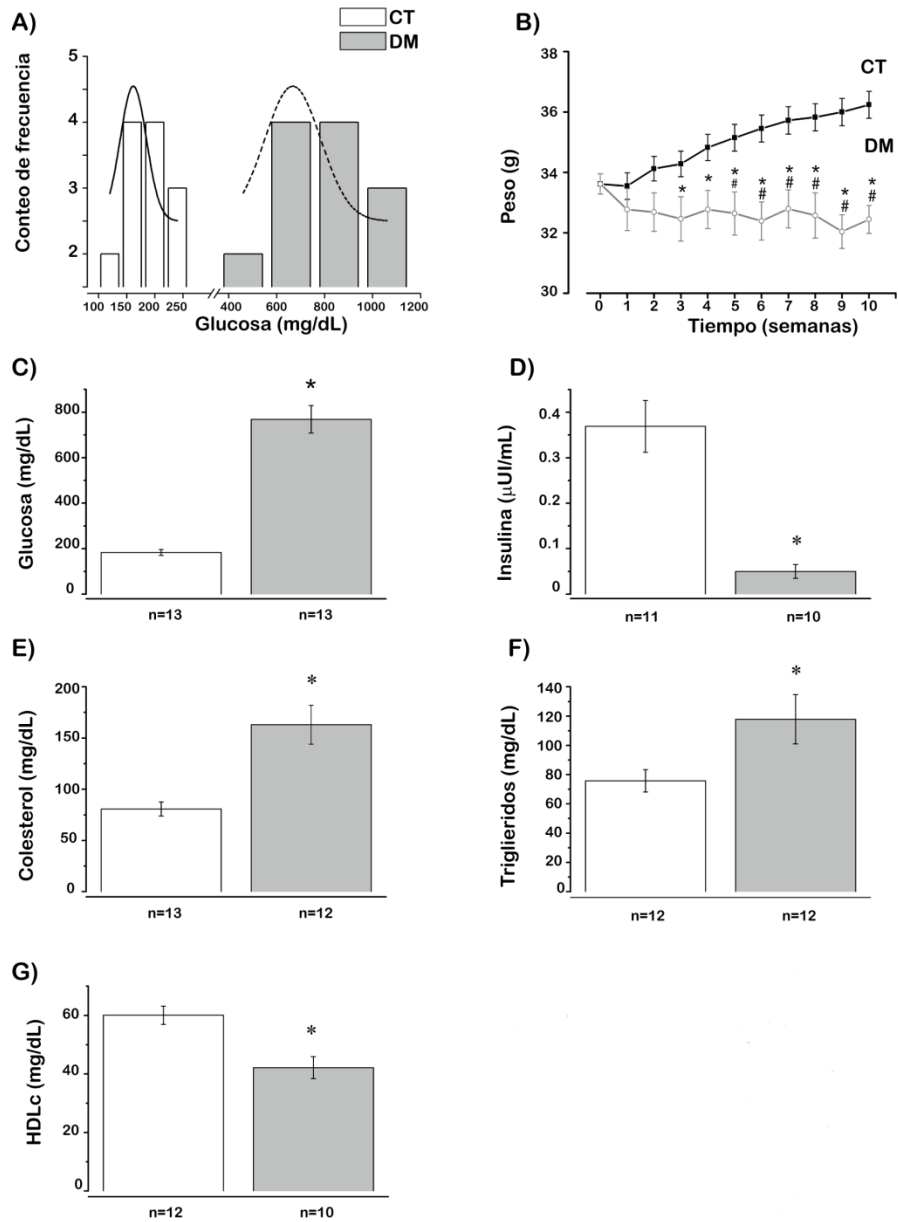 A)
CT
DM
Conteo de frecuencia
5
4
3
2
100 150 200 250 400 600 800 1000 1200
Glucosa (mg/dL)
B)
CT
DM
Peso (g)
38
36
34
32
30
* * * * * * * *
# # # # # #
0 1 2 3 4 5 6 7 8 9 10
Tiempo (semanas)
C)
Glucosa (mg/dL)
800
600
400
200
0
*
n=13 n=13
D)
Insulina (µUI/mL)
0.4
0.3
0.2
0.1
0
*
n=11 n=10
E)
Colesterol (mg/dL)
200
150
100
50
0
*
n=13 n=12
F)
Triglieridos (mg/dL)
140
120
100
80
60
40
20
0
*
n=12 n=12
G)
HDLc (mg/dL)
60
40
20
0
*
n=12 n=10